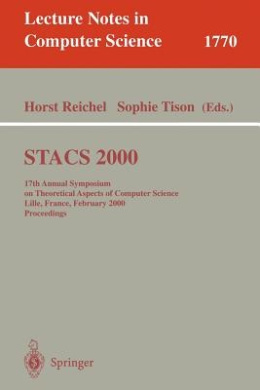 Lecture Notes in
Computer Science 1770
Horst Reichel Sophie Tison (Eds.)
STACS 2000
17th Annual Symposium
on Theoretical Aspects of Computer Science
Lille, France, February 2000
Proceedings
Springer